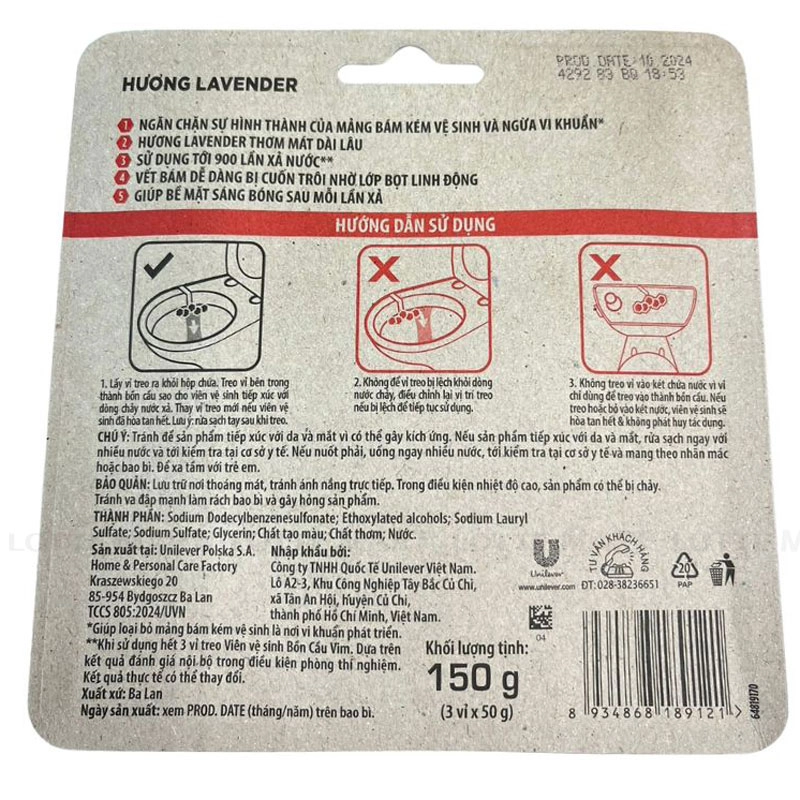 PROD DATE:10 2024
4292 B3 BQ 18:53
HƯƠNG LAVENDER
1 NGĂN CHẶN SỰ HÌNH THÀNH CỦA MẢNG BÁM KÉM VỆ SINH VÀ NGỪA VI KHUẨN*
2 HƯƠNG LAVENDER THƠM MÁT DÀI LÂU
3 SỬ DỤNG TỚI 900 LẦN XẢ NƯỚC**
4 VẾT BÁM DỄ DÀNG BỊ CUỐN TRÔI NHỜ LỚP BỌT LINH ĐỘNG
5 GIÚP BỀ MẶT SÁNG BÓNG SAU MỖI LẦN XẢ
HƯỚNG DẪN SỬ DỤNG
1. Lấy vỉ treo ra khỏi hộp chứa. Treo vỉ bên trong
thành bồn cầu sao cho viên vệ sinh tiếp xúc với
dòng chảy nước xả. Thay vỉ treo mới nếu viên vệ
sinh đã hòa tan hết. Lưu ý: rửa sạch tay sau khi treo.
2. Không để vỉ treo bị lệch khỏi dòng
nước chảy, điều chỉnh lại vị trí treo
nếu bị lệch để tiếp tục sử dụng.
3. Không treo vỉ vào két chứa nước vì vỉ
chỉ dùng để treo vào thành bồn cầu. Nếu
treo hoặc bỏ vào két nước, viên vệ sinh sẽ
hòa tan hết & không phát huy tác dụng.
CHÚ Ý: Tránh để sản phẩm tiếp xúc với da và mắt vì có thể gây kích ứng. Nếu sản phẩm tiếp xúc với da và mắt, rửa sạch ngay với
nhiều nước và tới kiểm tra tại cơ sở y tế. Nếu nuốt phải, uống ngay nhiều nước, tới kiểm tra tại cơ sở y tế và mang theo nhãn mác
hoặc bao bì. Để xa tầm với trẻ em.
BẢO QUẢN: Lưu trữ nơi thoáng mát, tránh ánh nắng trực tiếp. Trong điều kiện nhiệt độ cao, sản phẩm có thể bị chảy.
Tránh va đập mạnh làm rách bao bì và gây hỏng sản phẩm.
THÀNH PHẦN: Sodium Dodecylbenzenesulfonate; Ethoxylated alcohols; Sodium Lauryl
Sulfate; Sodium Sulfate; Glycerin; Chất tạo màu; Chất thơm; Nước.
Sản xuất tại: Unilever Polska S.A.
Home & Personal Care Factory
Kraszewskiego 20
85-954 Bydgoszcz Ba Lan
TCCS 805:2024/UVN
Nhập khẩu bởi:
Công ty TNHH Quốc Tế Unilever Việt Nam.
Lô A2-3, Khu Công Nghiệp Tây Bắc Củ Chi,
xã Tân An Hội, huyện Củ Chi,
thành phố Hồ Chí Minh, Việt Nam.
Unilever
www.unilever.com
TƯ VẤN KHÁCH HÀNG
ĐT: 028-38236651
20
PAP
04
*Giúp loại bỏ mảng bám kém vệ sinh là nơi vi khuẩn phát triển.
**Khi sử dụng hết 3 vỉ treo Viên vệ sinh Bồn Cầu Vim. Dựa trên
kết quả đánh giá nội bộ trong điều kiện phòng thí nghiệm.
Kết quả thực tế có thể thay đổi.
Xuất xứ: Ba Lan
Ngày sản xuất: xem PROD. DATE (tháng/năm) trên bao bì.
Khối lượng tịnh:
150 g
(3 vỉ x 50 g)
8 934868 189121
64819170